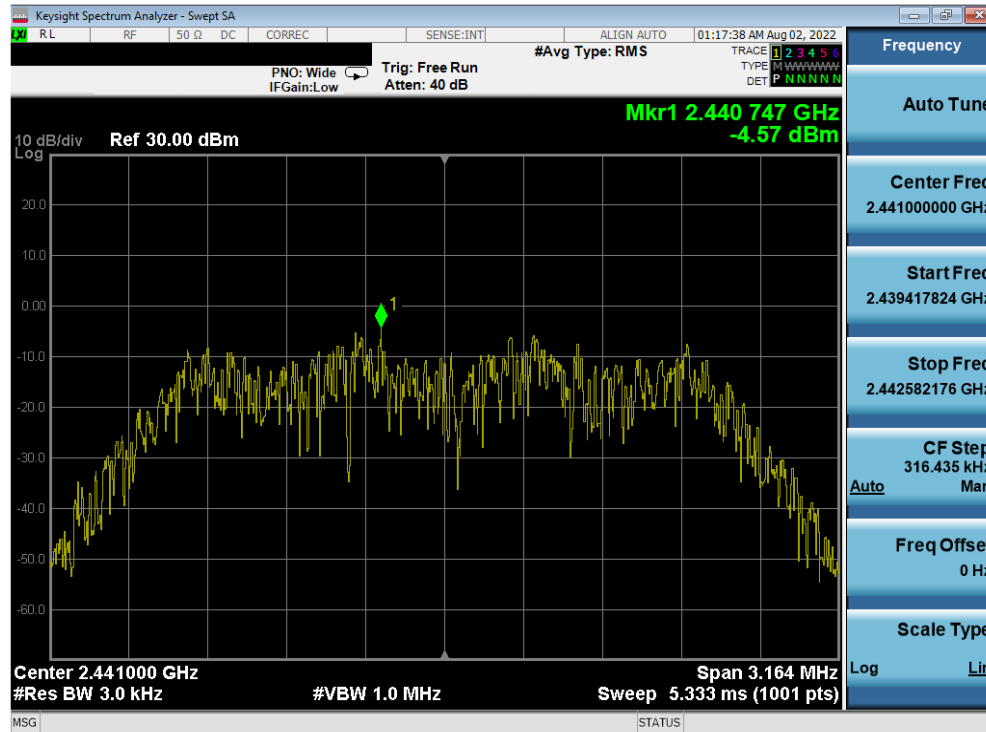 Keysight Spectrum Analyzer - Swept SA
LXI RL RF 50 Ω DC CORREC SENSE:INT ALIGN AUTO 01:17:38 AM Aug 02, 2022
#Avg Type: RMS TRACE 1 2 3 4 5 6
PNO: Wide Trig: Free Run TYPE M WWWWW
IFGain:Low Atten: 40 dB DET P N N N N N
Mkr1 2.440 747 GHz
-4.57 dBm
10 dB/div Ref 30.00 dBm
Log
20.0
10.0
0.00
1
-10.0
-20.0
-30.0
-40.0
-50.0
-60.0
Center 2.441000 GHz Span 3.164 MHz
#Res BW 3.0 kHz #VBW 1.0 MHz Sweep 5.333 ms (1001 pts)
MSG STATUS
Frequency
Auto Tune
Center Freq
2.441000000 GHz
Start Freq
2.439417824 GHz
Stop Freq
2.442582176 GHz
CF Step
316.435 kHz
Auto Man
Freq Offset
0 Hz
Scale Type
Log Lin